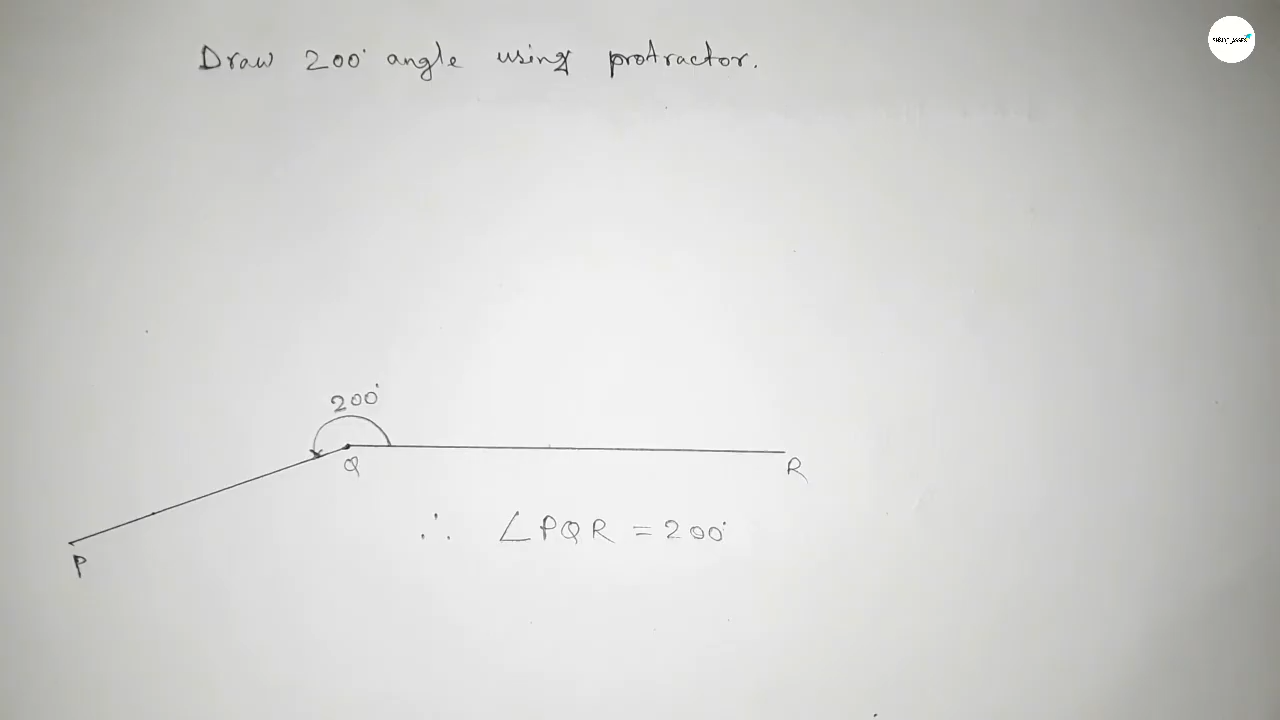 Draw 200° angle using protractor.
200°
Q
R
P
∴ ∠PQR = 200°